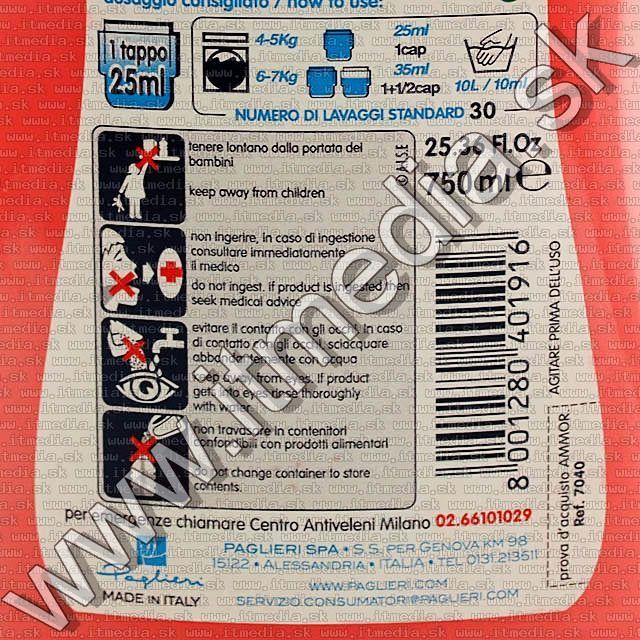 dosaggio consigliato / how to use:
1 tappo
25ml
4-5Kg
25ml
1cap
6-7Kg
35ml
1+1/2cap
10L / 10ml
NUMERO DI LAVAGGI STANDARD 30
tenere lontano dalla portata dei
bambini
keep away from children
non ingerire, in caso di ingestione
consultare immediatamente
il medico
do not ingest. If product is ingested then
seek medical advice
evitare il contatto con gli occhi. In caso
di contatto con gli occhi sciacquare
abbondantemente con acqua
keep away from eyes. If product
gets into eyes rinse thoroughly
with water
non travasare in contenitori
confondibili con prodotti alimentari
do not change container to store
contents.
© A.I.S.E.
25.36 Fl.Oz
750 ml e
8 001280 401916
AGITARE PRIMA DELL'USO
prova d'acquisto AMMOR.
Ref. 7040
per emergenze chiamare Centro Antiveleni Milano 02.66101029
Paglieri
MADE IN ITALY
PAGLIERI SPA • S.S. PER GENOVA KM 98
15122 • ALESSANDRIA • ITALIA • TEL 0131.213511
WWW.PAGLIERI.COM
SERVIZIO.CONSUMATORI@PAGLIERI.COM
www.itmedia.sk